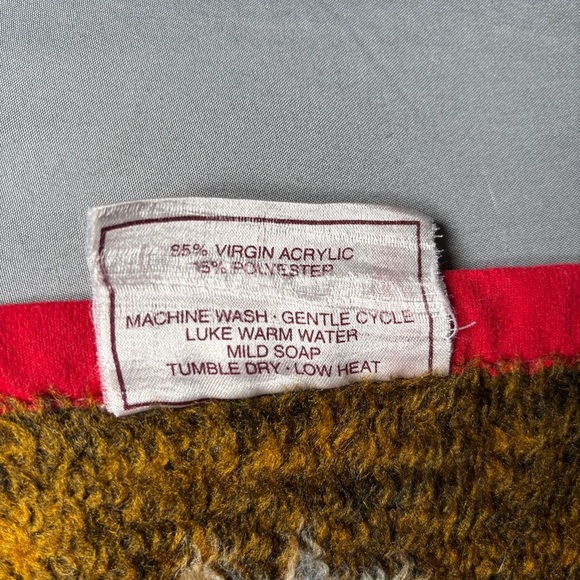 85% VIRGIN ACRYLIC
15% POLYESTER
MACHINE WASH · GENTLE CYCLE
LUKE WARM WATER
MILD SOAP
TUMBLE DRY · LOW HEAT